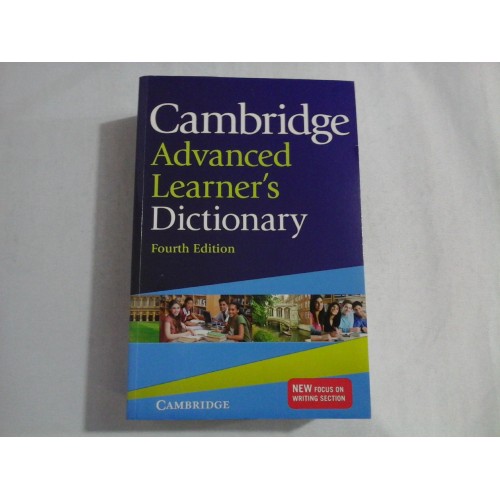 Cambridge
Advanced
Learner's
Dictionary
Fourth Edition
NEW FOCUS ON
WRITING SECTION
CAMBRIDGE